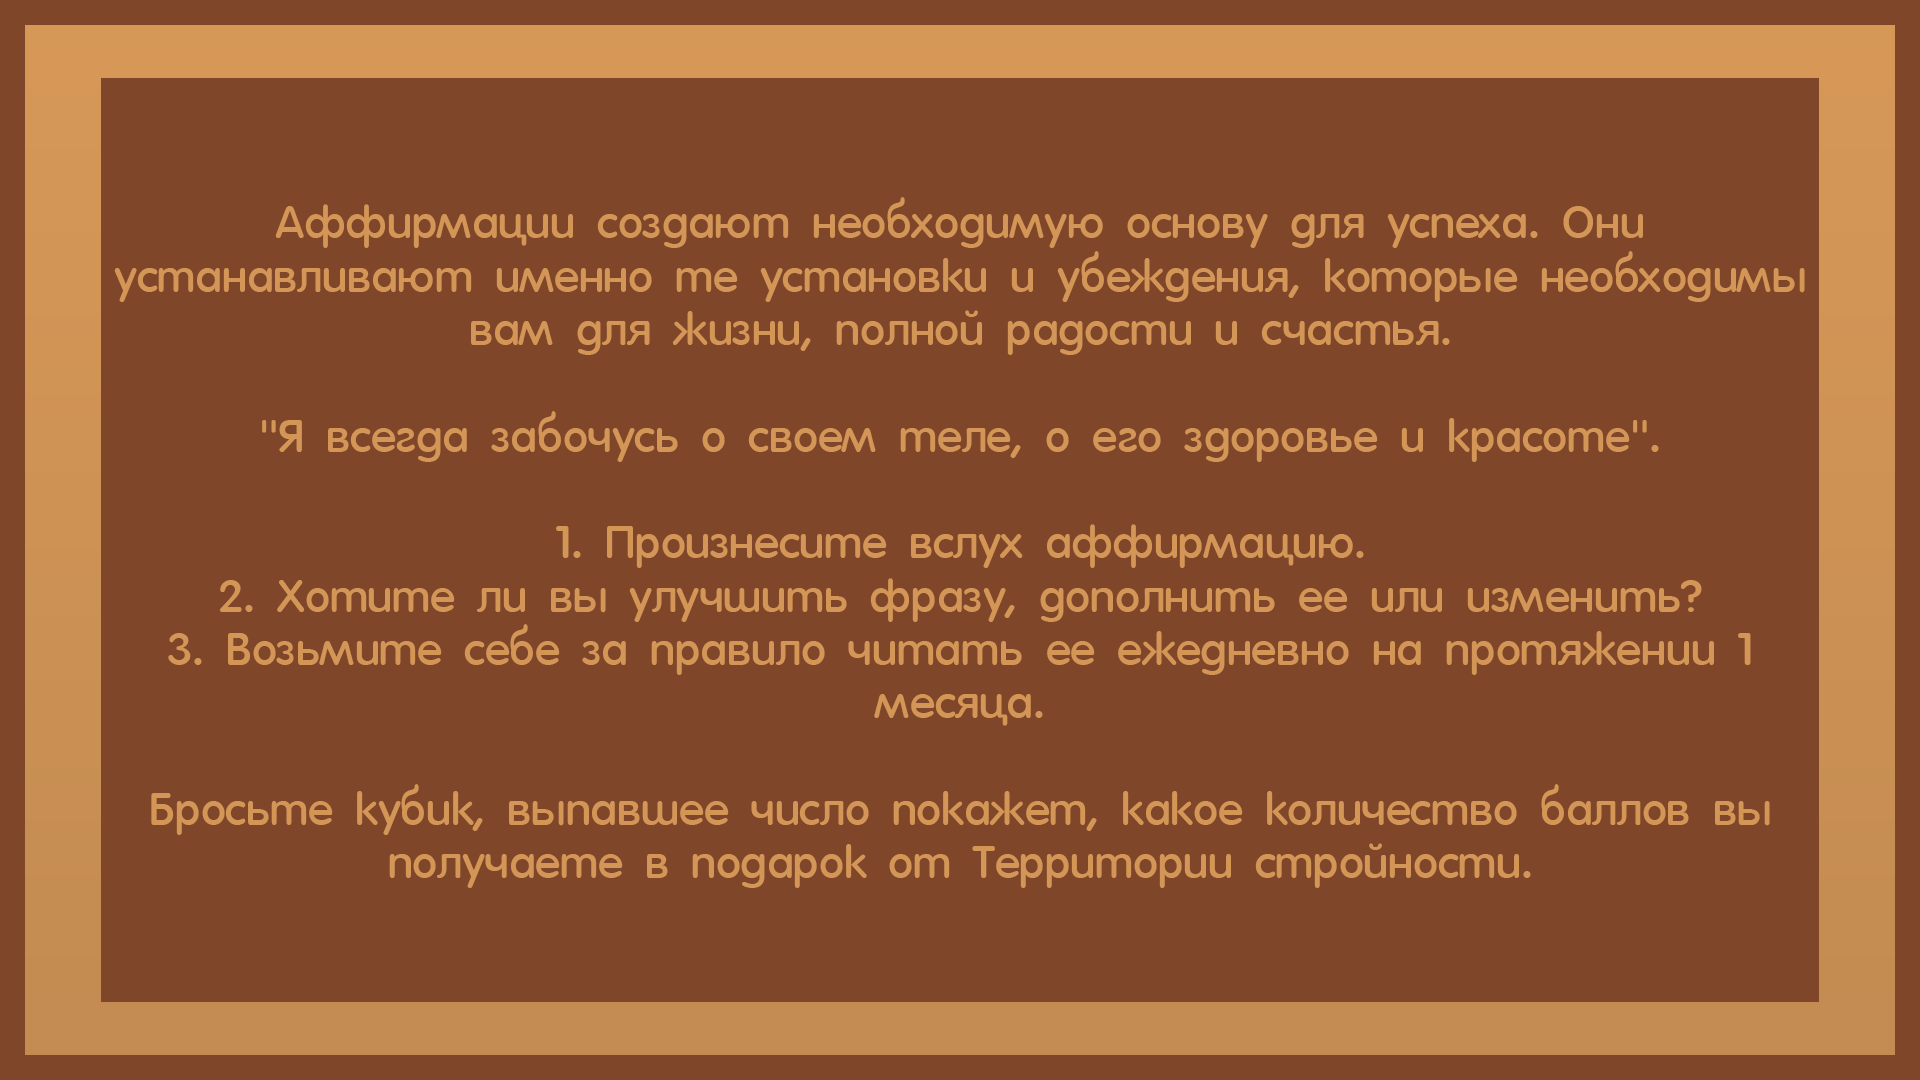 Аффирмации создают необходимую основу для успеха. Они
устанавливают именно те установки и убеждения, которые необходимы
вам для жизни, полной радости и счастья.
"Я всегда забочусь о своем теле, о его здоровье и красоте".
1. Произнесите вслух аффирмацию.
2. Хотите ли вы улучшить фразу, дополнить ее или изменить?
3. Возьмите себе за правило читать ее ежедневно на протяжении 1
месяца.
Бросьте кубик, выпавшее число покажет, какое количество баллов вы
получаете в подарок от Территории стройности.